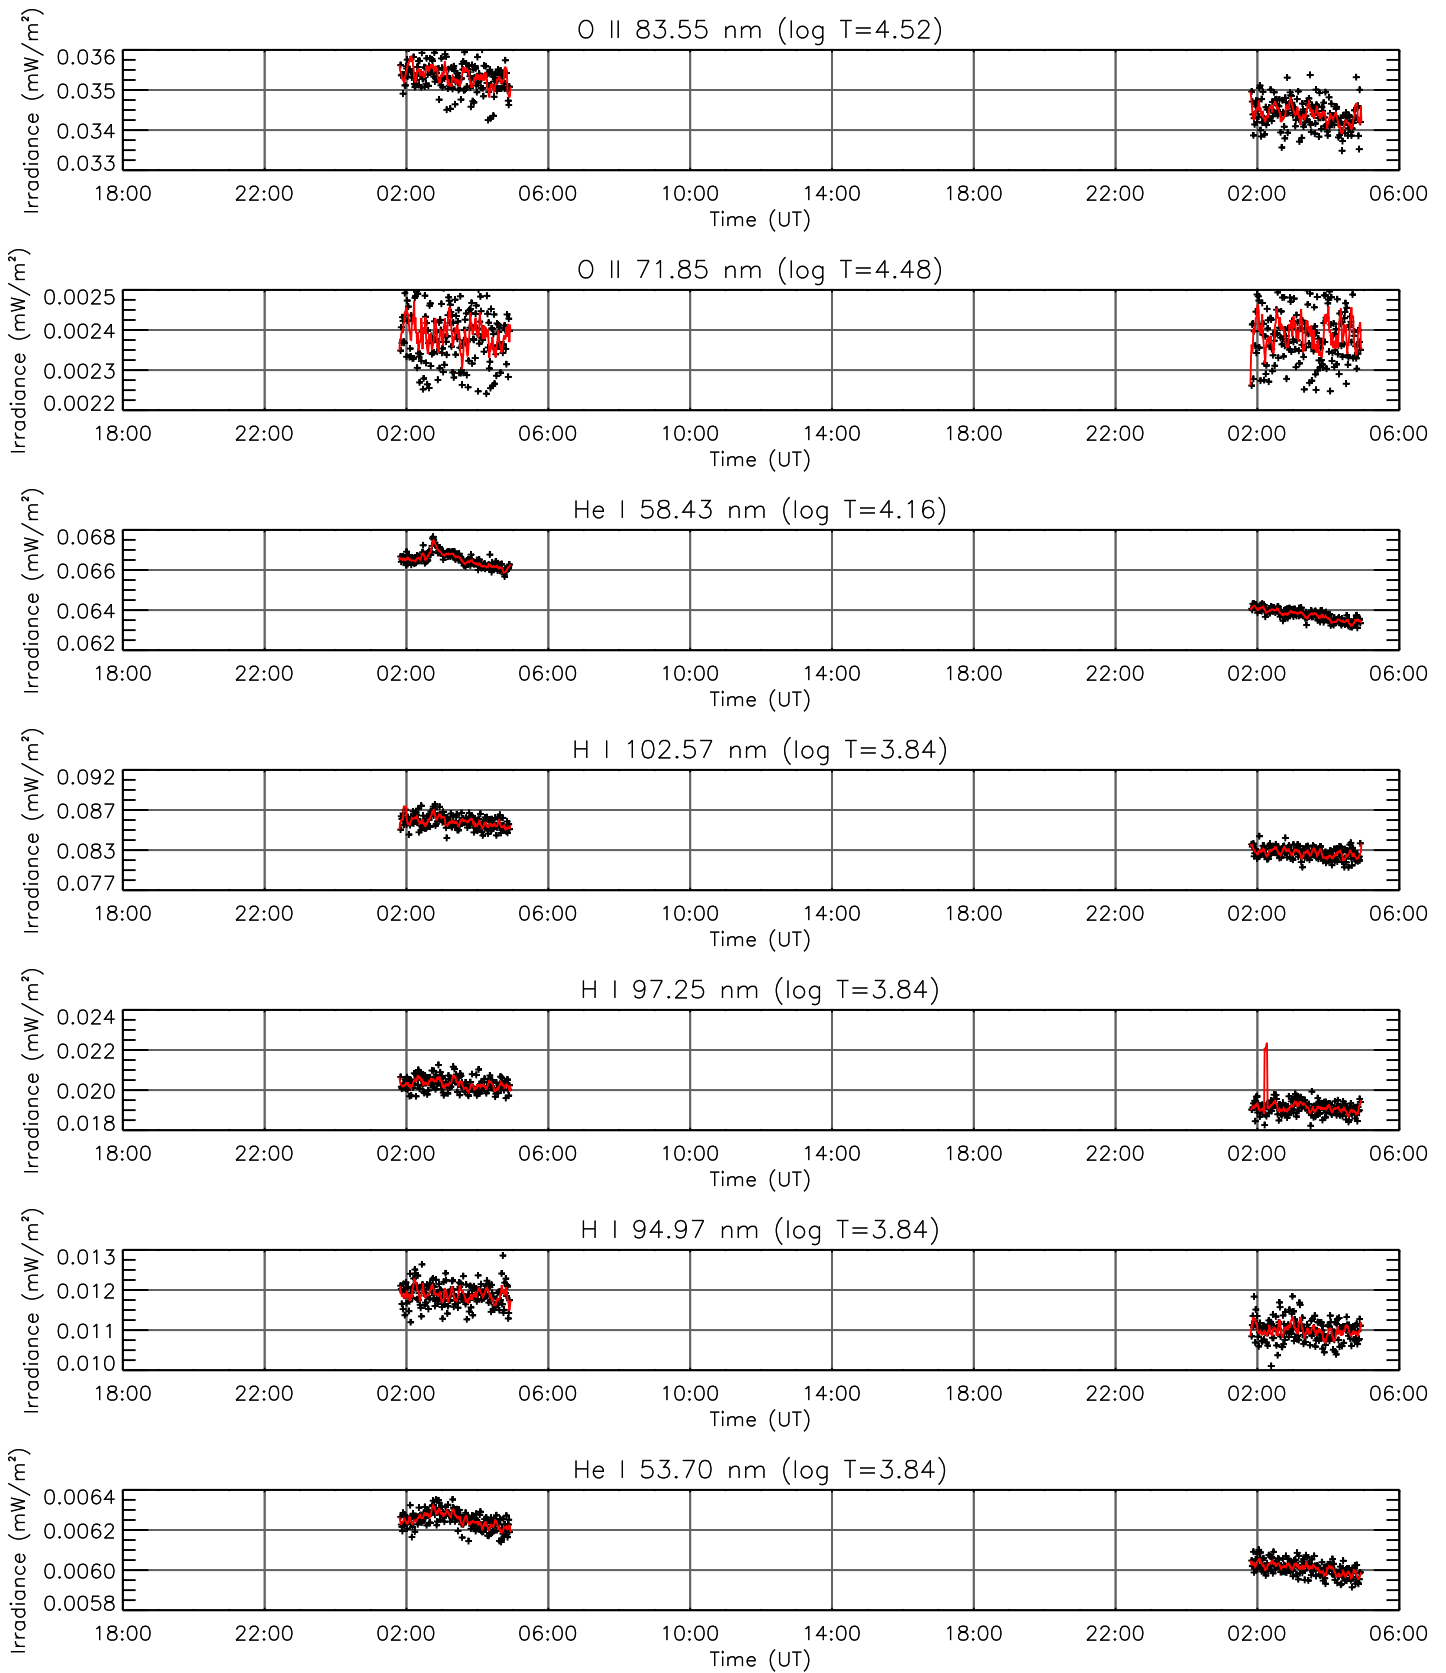 O II 83.55 nm (log T=4.52)
Irradiance (mW/m²)
0.036
0.035
0.034
0.033
18:00 22:00 02:00 06:00 10:00 14:00 18:00 22:00 02:00 06:00
Time (UT)
O II 71.85 nm (log T=4.48)
Irradiance (mW/m²)
0.0025
0.0024
0.0023
0.0022
18:00 22:00 02:00 06:00 10:00 14:00 18:00 22:00 02:00 06:00
Time (UT)
He I 58.43 nm (log T=4.16)
Irradiance (mW/m²)
0.068
0.066
0.064
0.062
18:00 22:00 02:00 06:00 10:00 14:00 18:00 22:00 02:00 06:00
Time (UT)
H I 102.57 nm (log T=3.84)
Irradiance (mW/m²)
0.092
0.087
0.083
0.077
18:00 22:00 02:00 06:00 10:00 14:00 18:00 22:00 02:00 06:00
Time (UT)
H I 97.25 nm (log T=3.84)
Irradiance (mW/m²)
0.024
0.022
0.020
0.018
18:00 22:00 02:00 06:00 10:00 14:00 18:00 22:00 02:00 06:00
Time (UT)
H I 94.97 nm (log T=3.84)
Irradiance (mW/m²)
0.013
0.012
0.011
0.010
18:00 22:00 02:00 06:00 10:00 14:00 18:00 22:00 02:00 06:00
Time (UT)
He I 53.70 nm (log T=3.84)
Irradiance (mW/m²)
0.0064
0.0062
0.0060
0.0058
18:00 22:00 02:00 06:00 10:00 14:00 18:00 22:00 02:00 06:00
Time (UT)